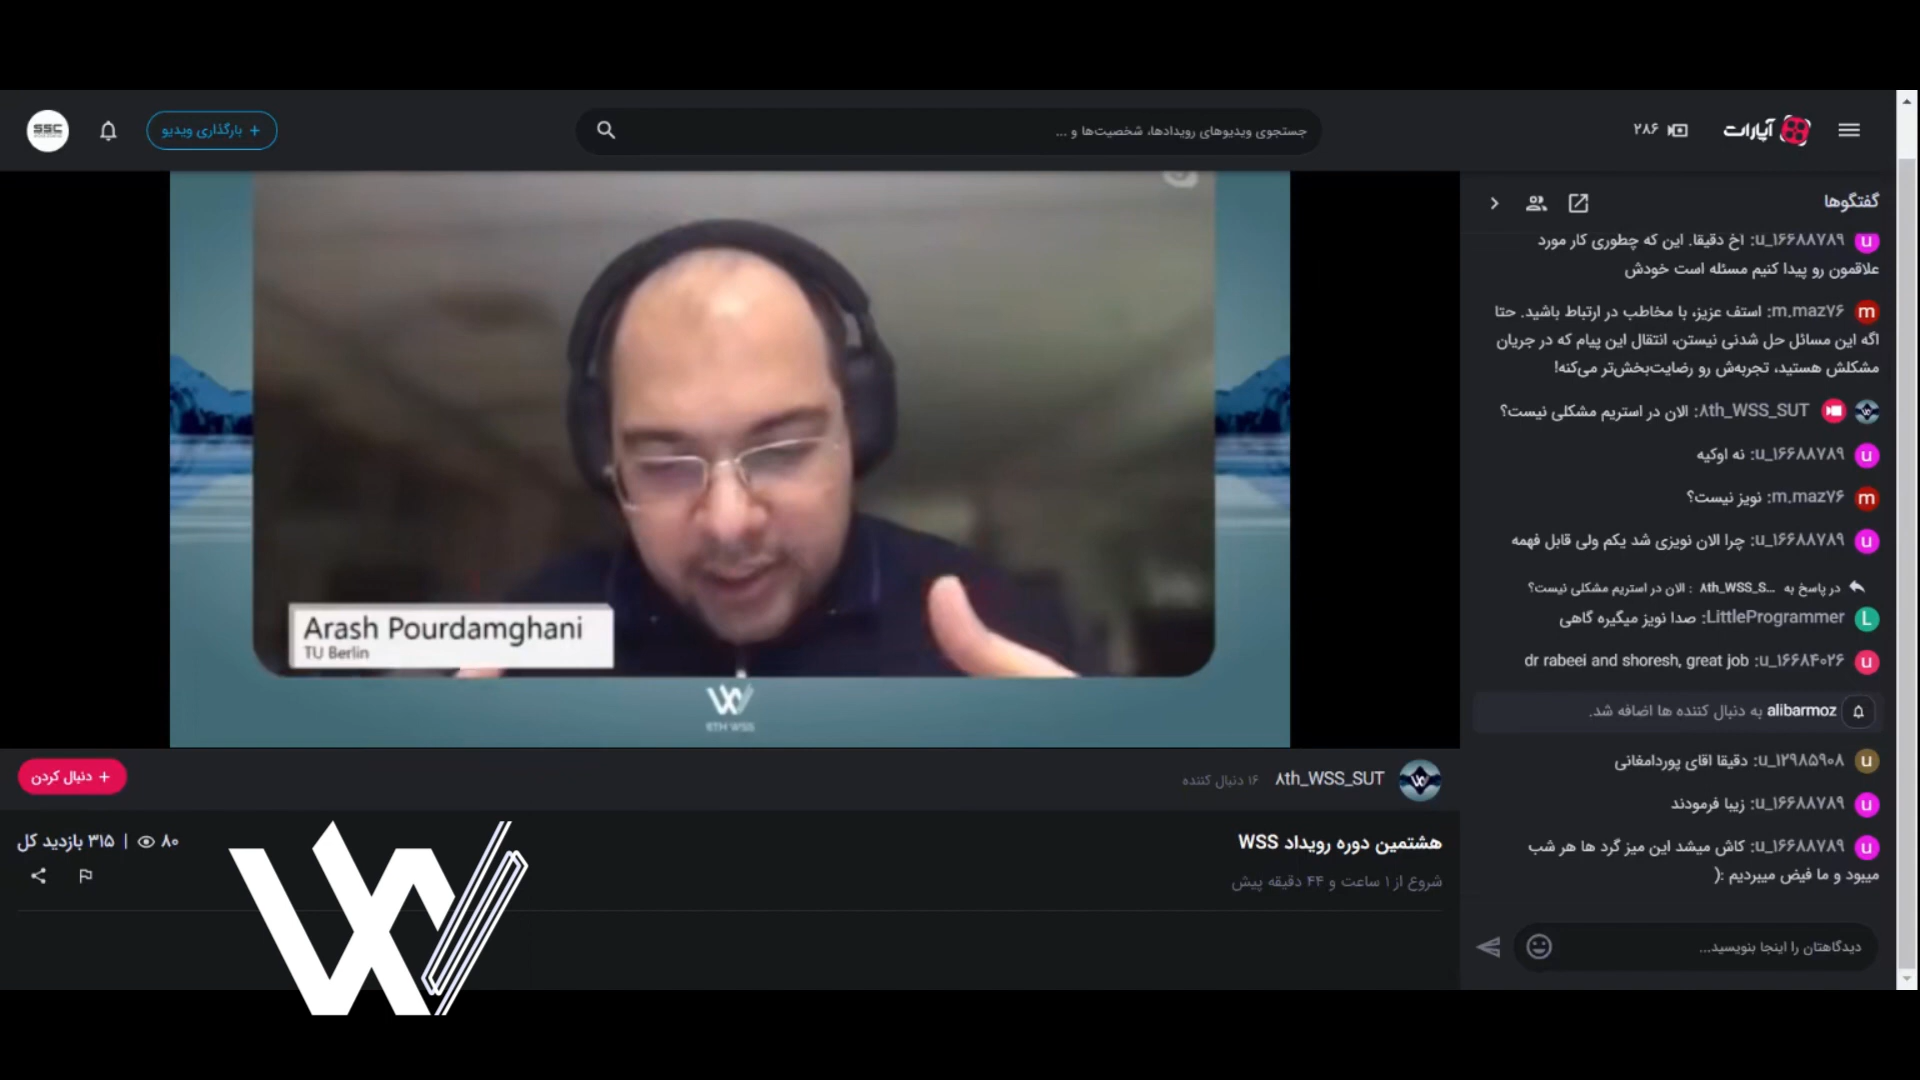 SSC
+ بارگذاری ویدیو
جستجوی ویدیوهای رویدادها، شخصیت‌ها و ...
۲۸۶
آپارات
گفتگوها
u_۱۶۶۸۸۷۸۹: اخ دقیقا. این که چطوری کار مورد
علاقمون رو پیدا کنیم مسئله است خودش
m.maz۷۶: استف عزیز، با مخاطب در ارتباط باشید. حتا
اگه این مسائل حل شدنی نیستن، انتقال این پیام که در جریان
مشکلش هستید، تجربه‌ش رو رضایت‌بخش‌تر می‌کنه!
۸th_WSS_SUT: الان در استریم مشکلی نیست؟
u_۱۶۶۸۸۷۸۹: نه اوکیه
m.maz۷۶: نویز نیست؟
u_۱۶۶۸۸۷۸۹: چرا الان نویزی شد یکم ولی قابل فهمه
در پاسخ به ۸th_WSS_S... : الان در استریم مشکلی نیست؟
LittleProgrammer: صدا نویز میگیره گاهی
u_۱۶۶۸۴۰۲۶: dr rabeei and shoresh, great job
alibarmoz به دنبال کننده ها اضافه شد.
u_۱۲۹۸۵۹۰۸: دقیقتا اقای پوردامغانی
u_۱۶۶۸۸۷۸۹: زیبا فرمودند
u_۱۶۶۸۸۷۸۹: کاش میشد این میز گرد ها هر شب
میبود و ما فیض میبردیم :(
دیدگاهتان را اینجا بنویسید...
Arash Pourdamghani
TU Berlin
8TH WSS
+ دنبال کردن
۸th_WSS_SUT ۱۶ دنبال کننده
هشتمین دوره رویداد WSS
شروع از ۱ ساعت و ۴۴ دقیقه پیش
۸۰ | ۳۱۵ بازدید کل